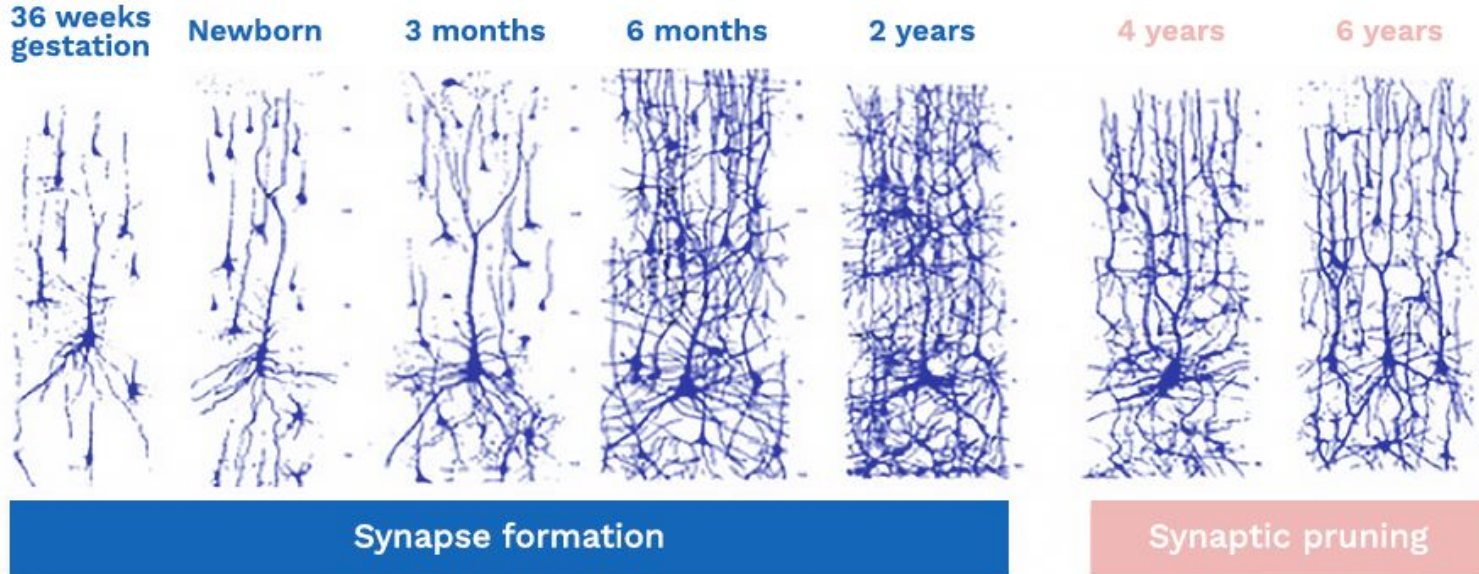 36 weeks
gestation
Newborn
3 months
6 months
2 years
4 years
6 years
Synapse formation
Synaptic pruning